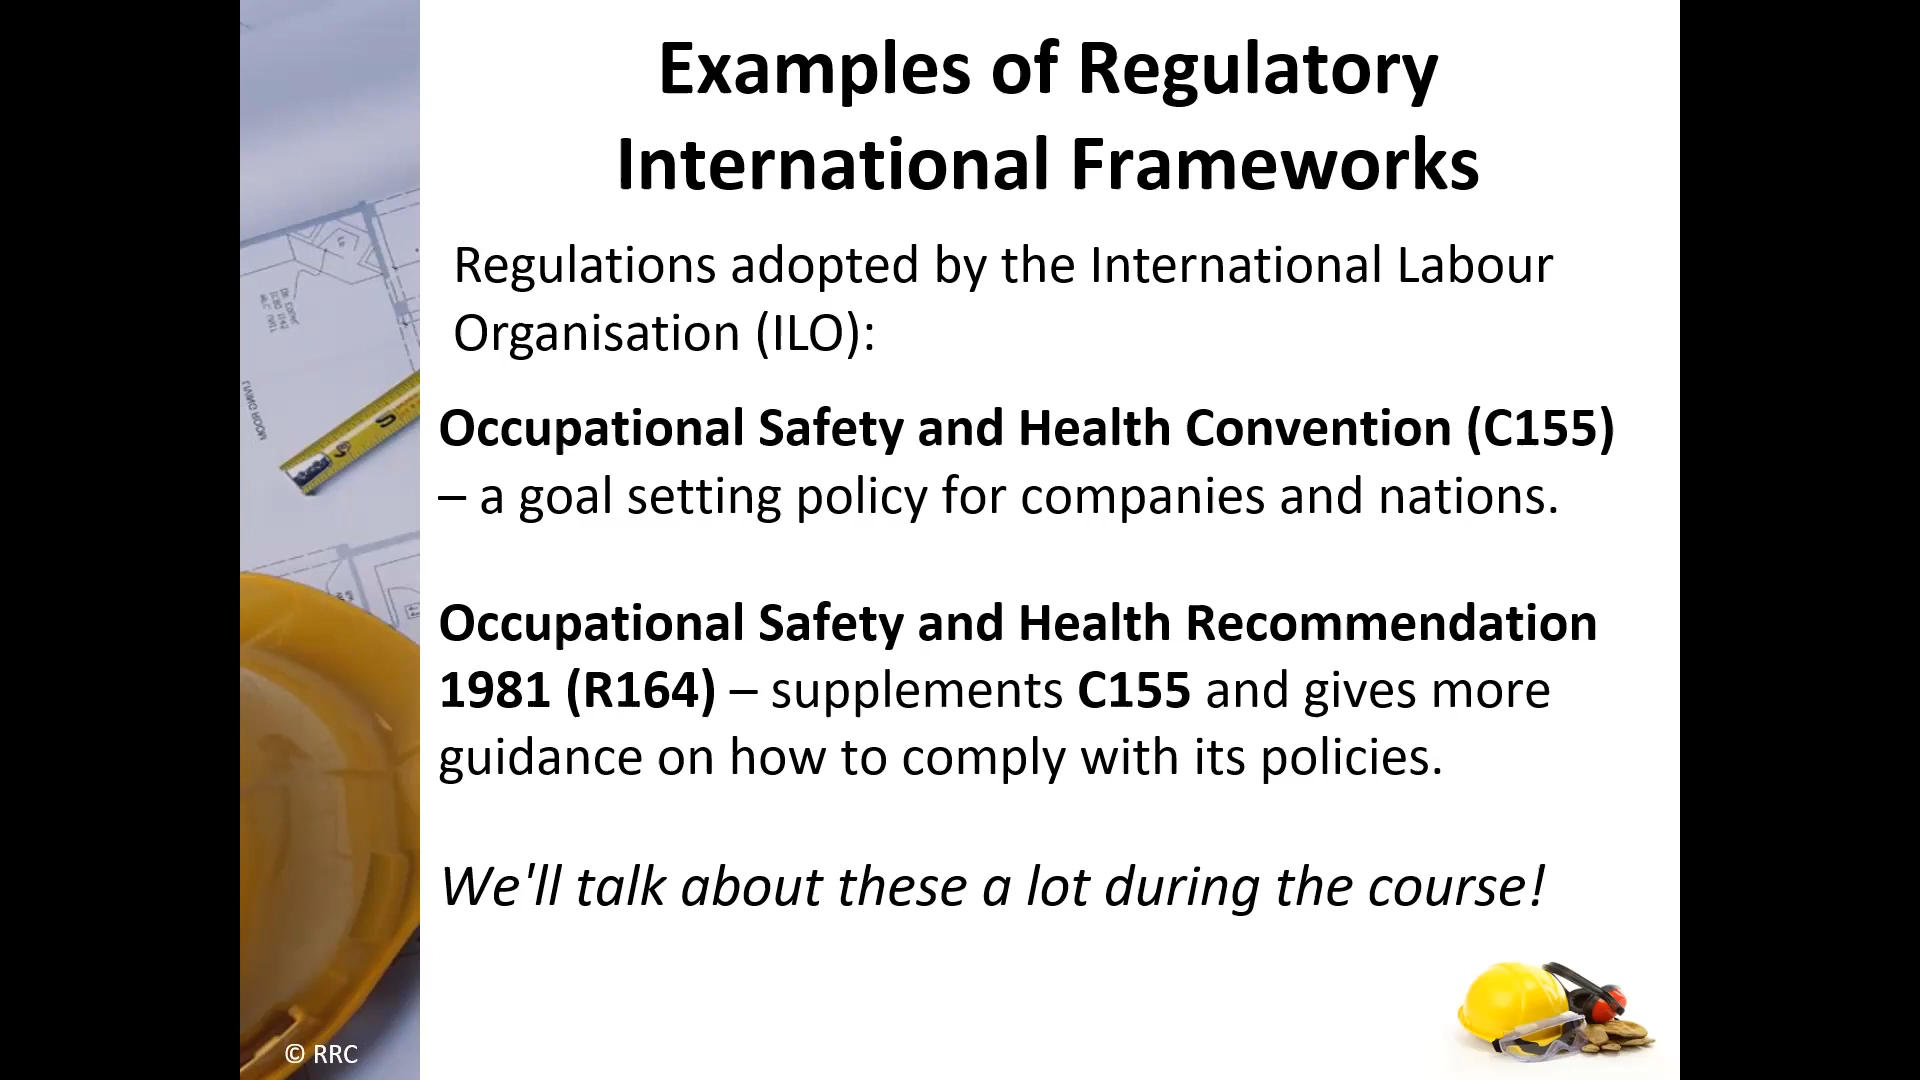 Examples of Regulatory
International Frameworks
Regulations adopted by the International Labour
Organisation (ILO):
Occupational Safety and Health Convention (C155)
– a goal setting policy for companies and nations.
Occupational Safety and Health Recommendation
1981 (R164) – supplements C155 and gives more
guidance on how to comply with its policies.
We'll talk about these a lot during the course!
LIVING ROOM
© RRC